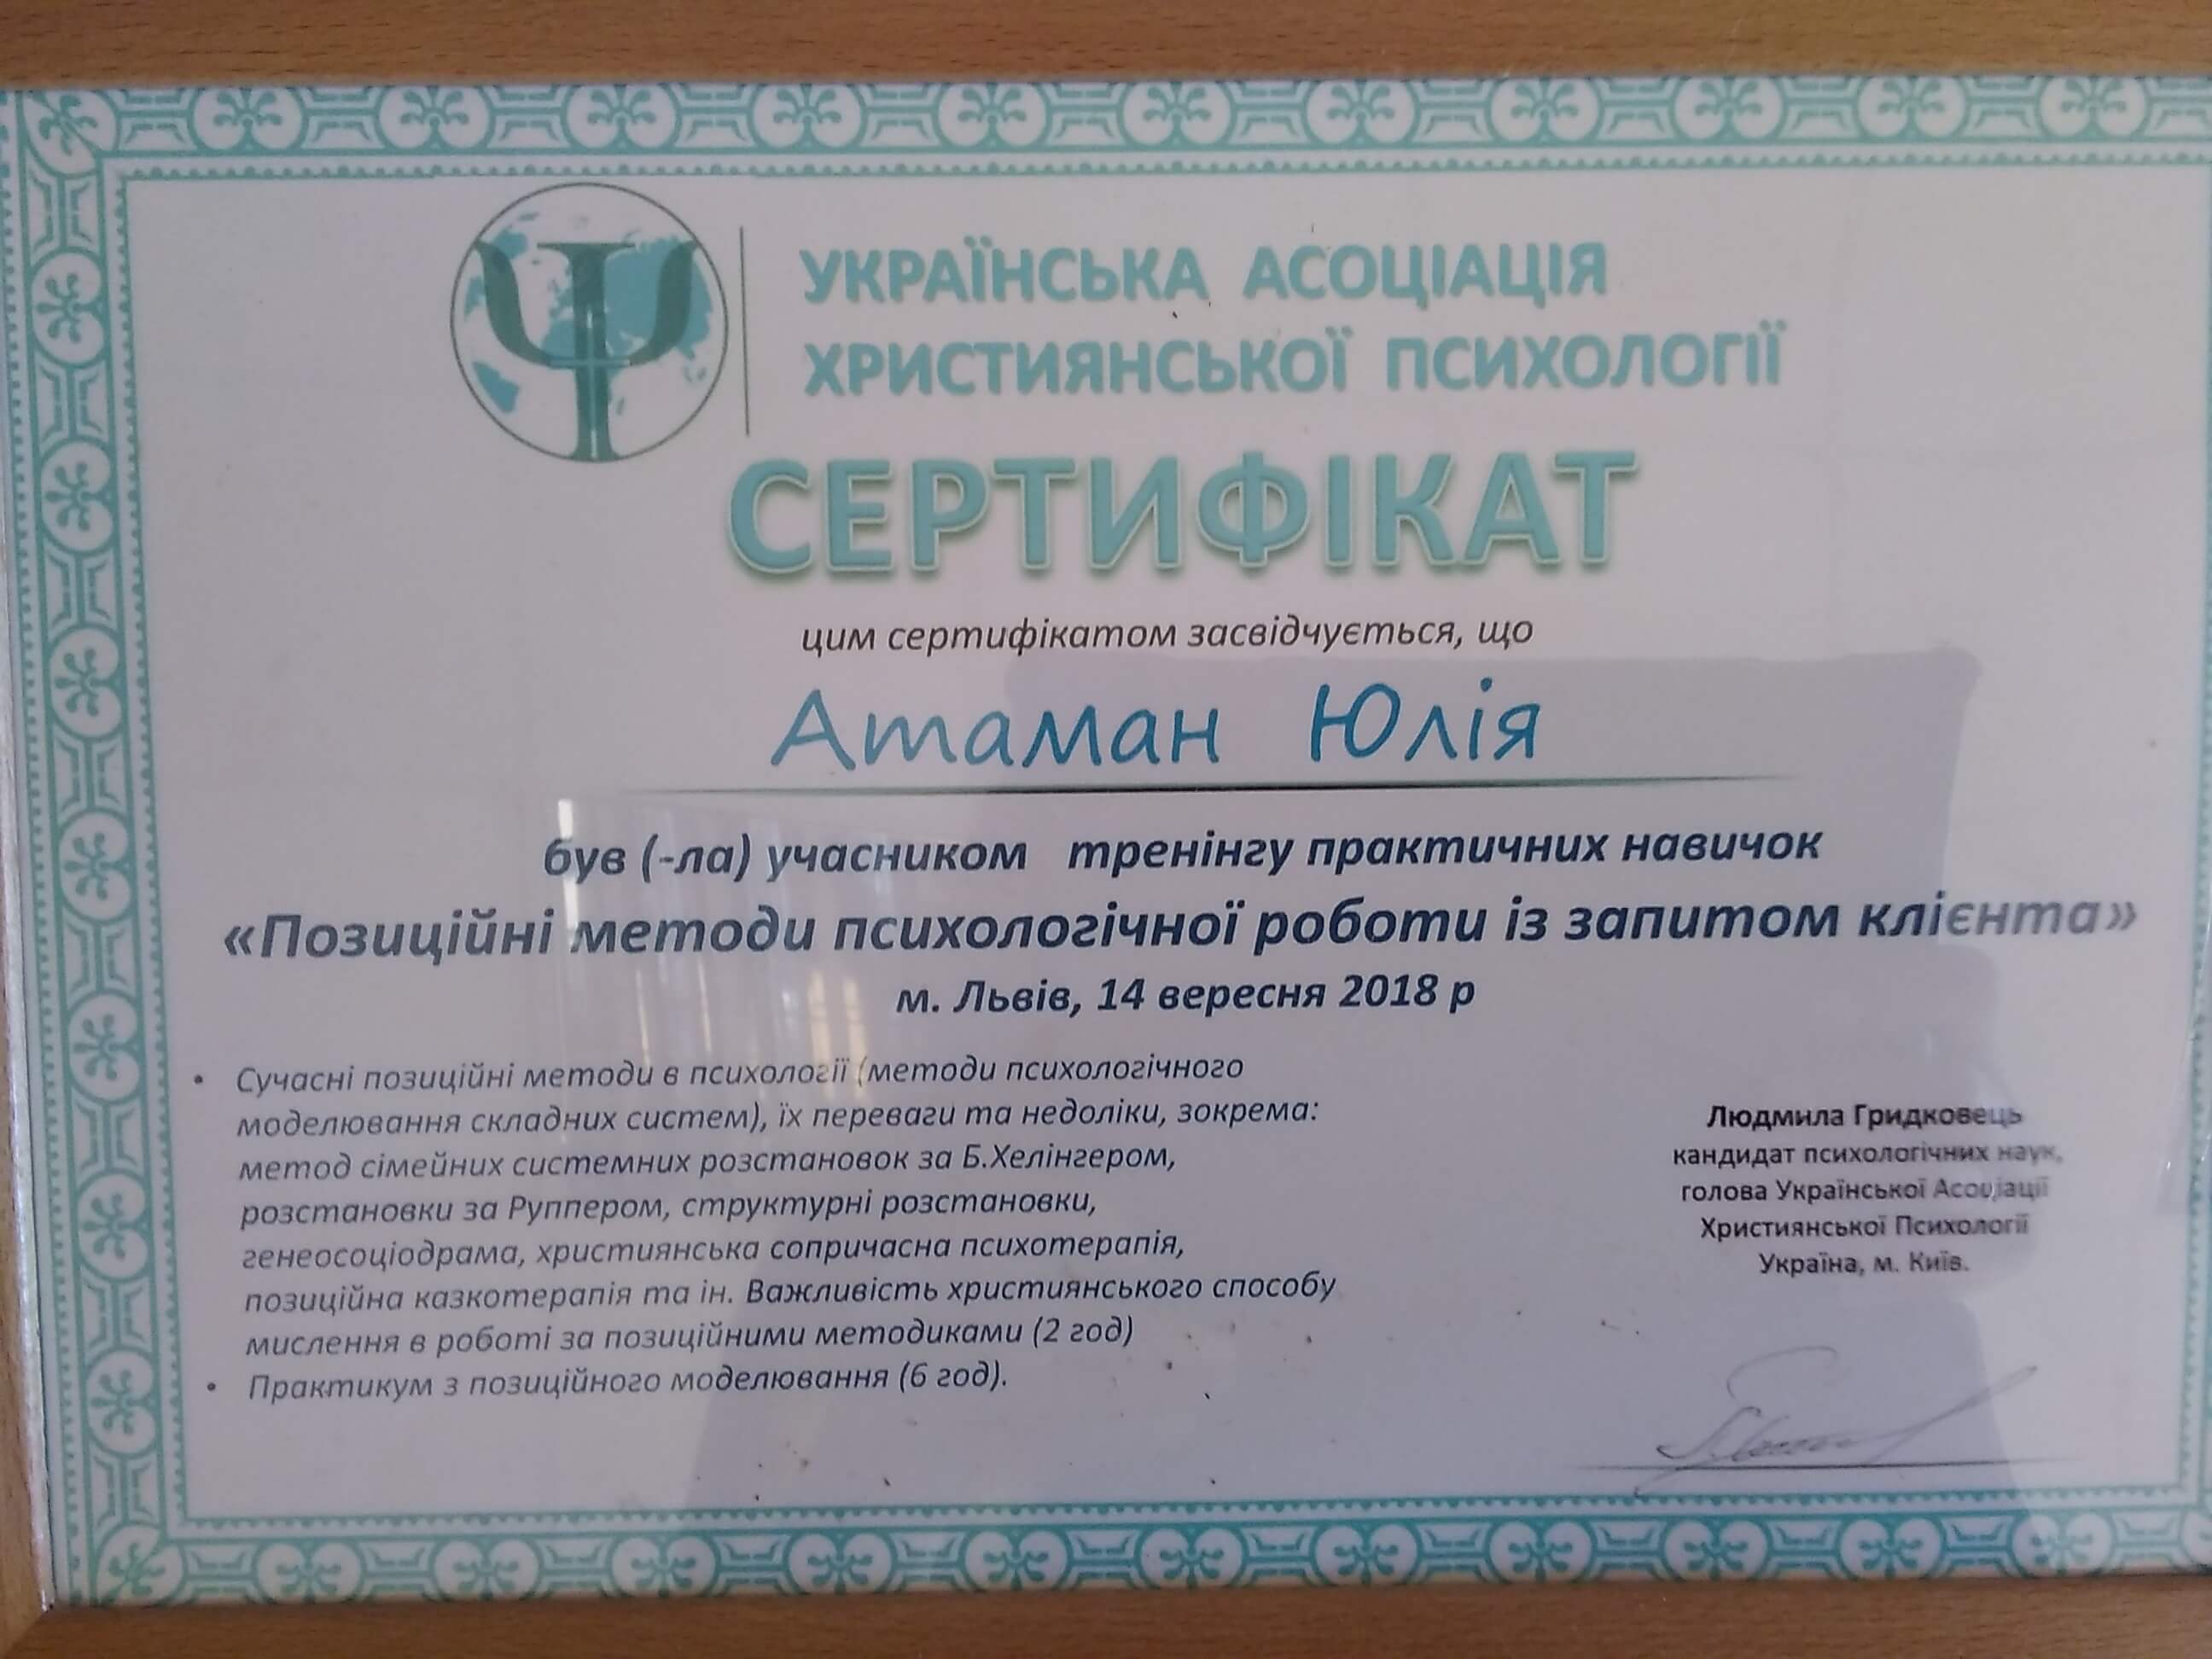 УКРАЇНСЬКА АСОЦІАЦІЯ
ХРИСТИЯНСЬКОЇ ПСИХОЛОГІЇ
СЕРТИФІКАТ
цим сертифікатом засвідчується, що
Атаман Юлія
був (-ла) учасником тренінгу практичних навичок
«Позиційні методи психологічної роботи із запитом клієнта»
м. Львів, 14 вересня 2018 р
• Сучасні позиційні методи в психології (методи психологічного
моделювання складних систем), їх переваги та недоліки, зокрема:
метод сімейних системних розстановок за Б.Хелінгером,
розстановки за Руппером, структурні розстановки,
генеосоціодрама, християнська сопричасна психотерапія,
позиційна казкотерапія та ін. Важливість християнського способу
мислення в роботі за позиційними методиками (2 год)
• Практикум з позиційного моделювання (6 год).
Людмила Гридковець
кандидат психологічних наук,
голова Української Асоціації
Християнської Психології
Україна, м. Київ.